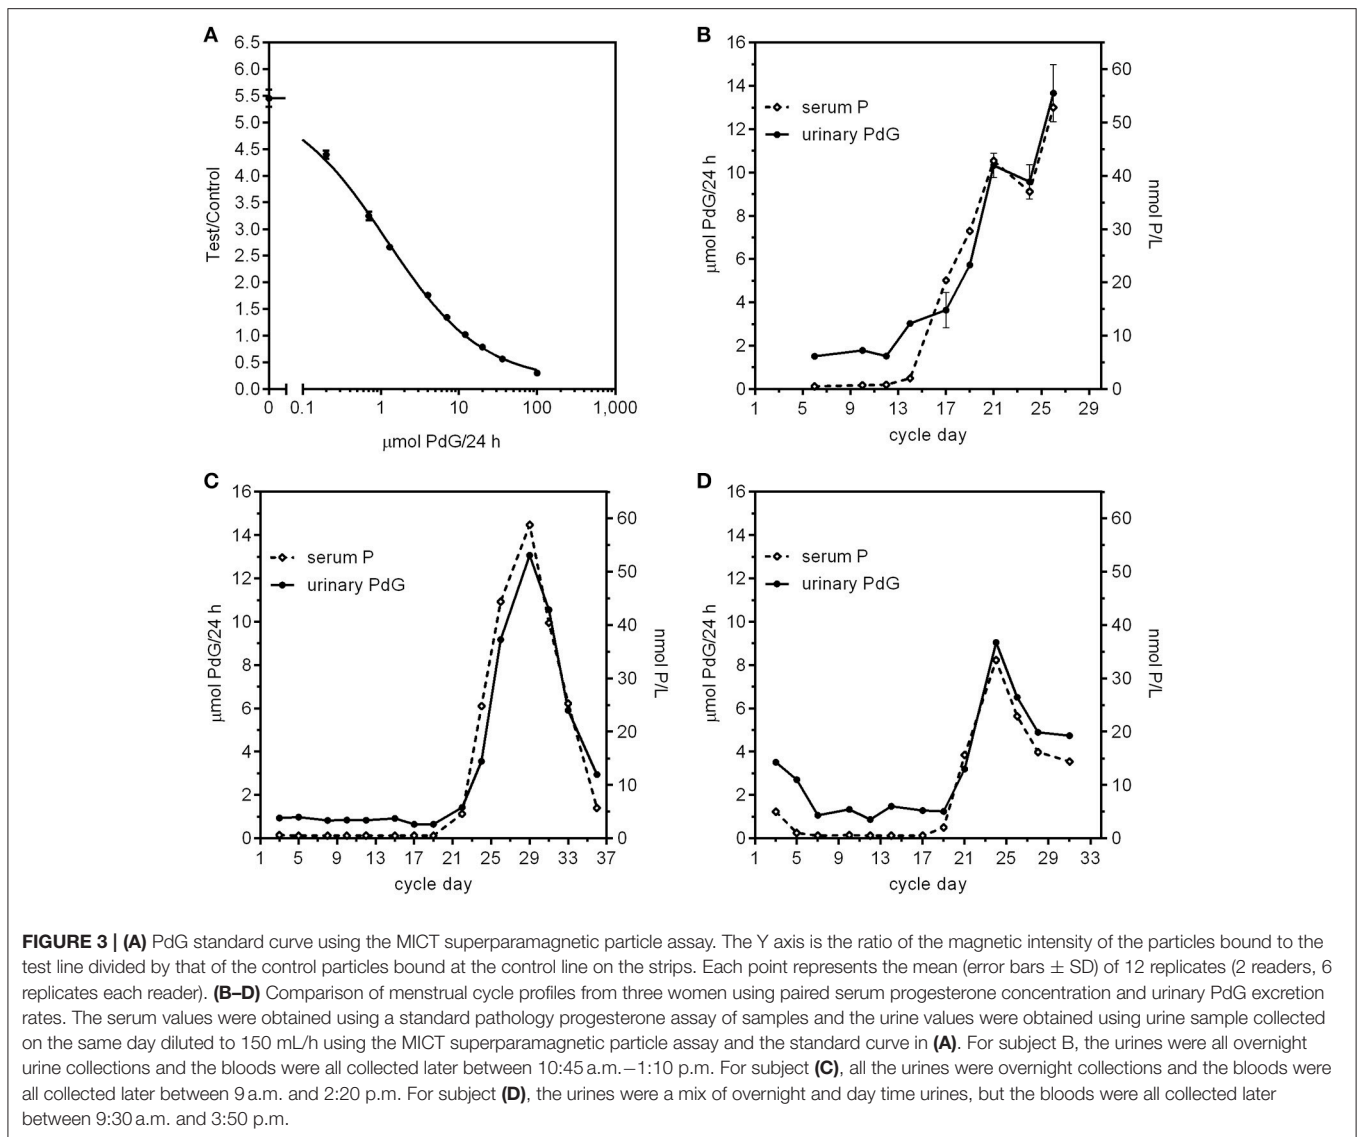 A
6.5
6.0
5.5
5.0
4.5
4.0
3.5
3.0
2.5
2.0
1.5
1.0
0.5
0.0
Test/Control
0 0.1 1 10 100 1,000
μmol PdG/24 h
B
16
14
12
10
8
6
4
2
0
μmol PdG/24 h
serum P
urinary PdG
60
50
40
30
20
10
0
nmol P/L
1 5 9 13 17 21 25 29
cycle day
C
16
14
12
10
8
6
4
2
0
μmol PdG/24 h
serum P
urinary PdG
60
50
40
30
20
10
0
nmol P/L
1 5 9 13 17 21 25 29 33 37
cycle day
D
16
14
12
10
8
6
4
2
0
μmol PdG/24 h
serum P
urinary PdG
60
50
40
30
20
10
0
nmol P/L
1 5 9 13 17 21 25 29 33
cycle day
FIGURE 3 | (A) PdG standard curve using the MICT superparamagnetic particle assay. The Y axis is the ratio of the magnetic intensity of the particles bound to the
test line divided by that of the control particles bound at the control line on the strips. Each point represents the mean (error bars ± SD) of 12 replicates (2 readers, 6
replicates each reader). (B–D) Comparison of menstrual cycle profiles from three women using paired serum progesterone concentration and urinary PdG excretion
rates. The serum values were obtained using a standard pathology progesterone assay of samples and the urine values were obtained using urine sample collected
on the same day diluted to 150 mL/h using the MICT superparamagnetic particle assay and the standard curve in (A). For subject B, the urines were all overnight
urine collections and the bloods were all collected later between 10:45 a.m.–1:10 p.m. For subject (C), all the urines were overnight collections and the bloods were
all collected later between 9 a.m. and 2:20 p.m. For subject (D), the urines were a mix of overnight and day time urines, but the bloods were all collected later
between 9:30 a.m. and 3:50 p.m.